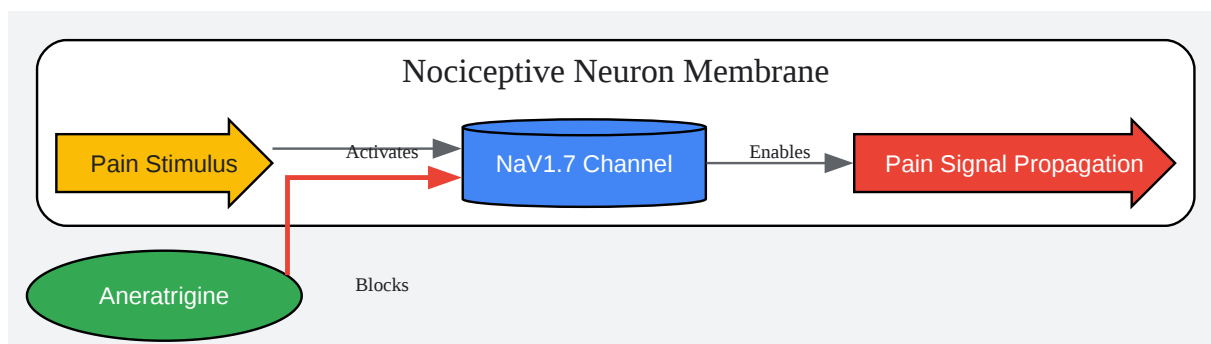 Nociceptive Neuron Membrane
Pain Stimulus
Activates
NaV1.7 Channel
Enables
Pain Signal Propagation
Aneratrigine
Blocks